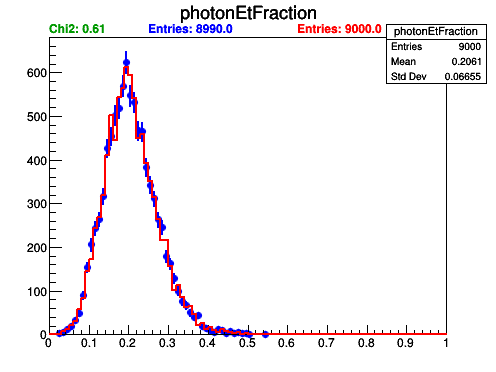 photonEtFraction
Chi2: 0.61 Entries: 8990.0 Entries: 9000.0
photonEtFraction
Entries 9000
Mean 0.2061
Std Dev 0.06655
600
500
400
300
200
100
0
0 0.1 0.2 0.3 0.4 0.5 0.6 0.7 0.8 0.9 1